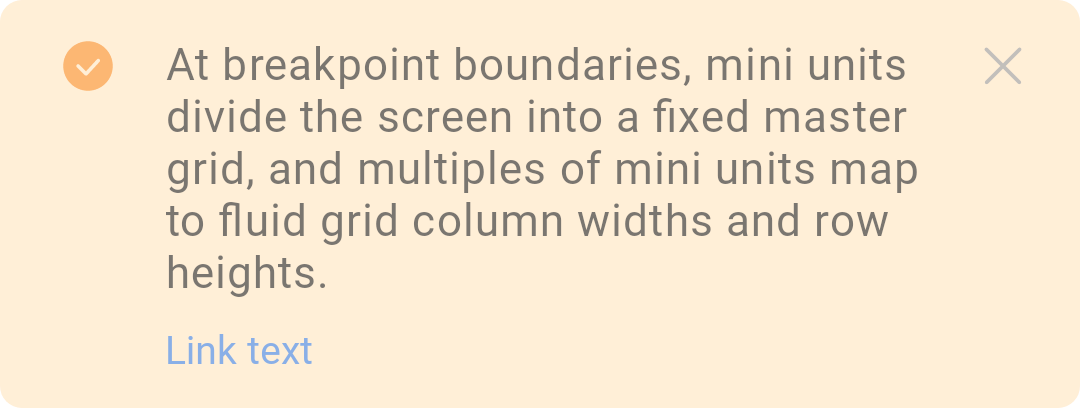 At breakpoint boundaries, mini units
divide the screen into a fixed master
grid, and multiples of mini units map
to fluid grid column widths and row
heights.
Link text